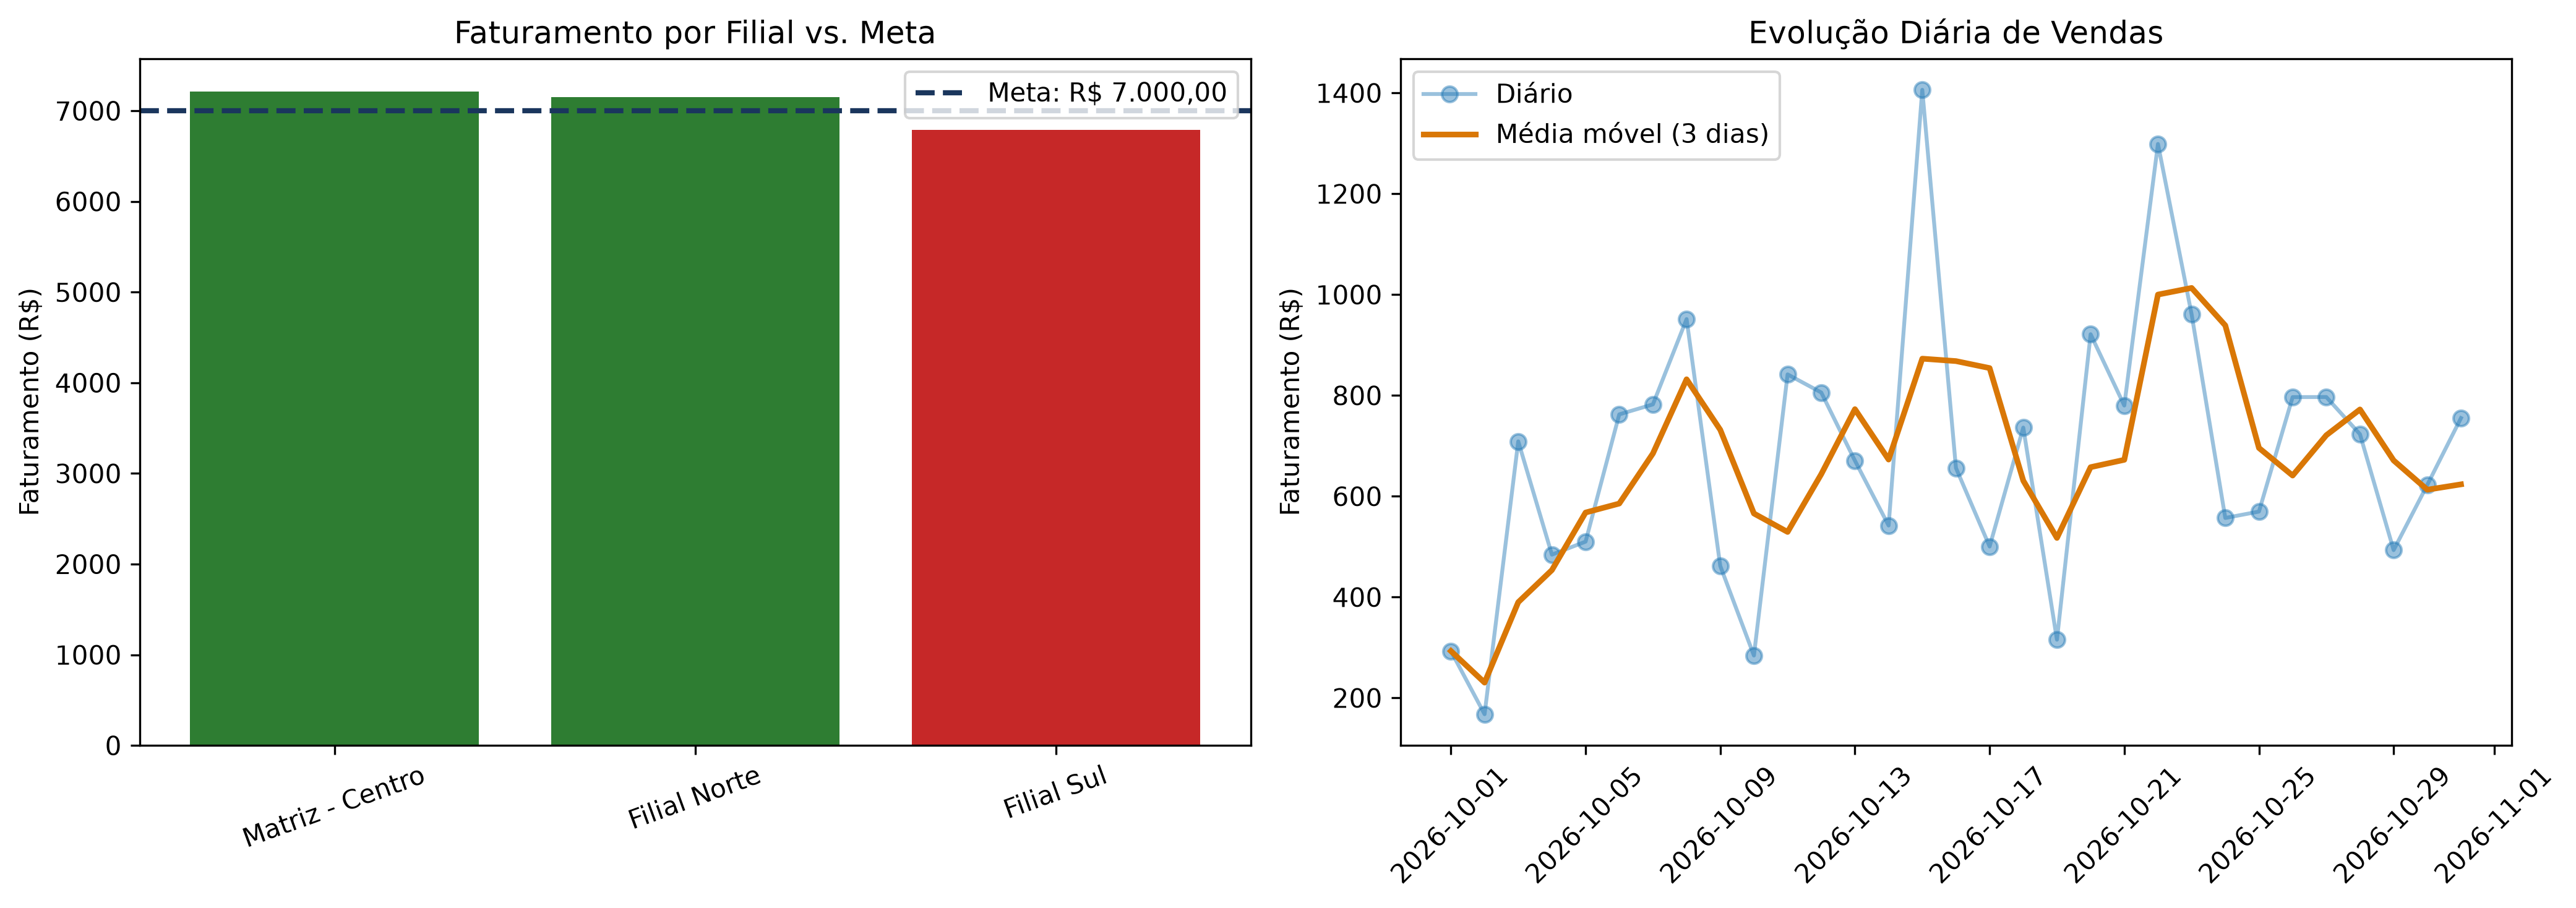 Faturamento por Filial vs. Meta
Meta: R$ 7.000,00
Faturamento (R$)
7000
6000
5000
4000
3000
2000
1000
0
Matriz - Centro
Filial Norte
Filial Sul
Evolução Diária de Vendas
Diário
Média móvel (3 dias)
Faturamento (R$)
1400
1200
1000
800
600
400
200
2026-10-01
2026-10-05
2026-10-09
2026-10-13
2026-10-17
2026-10-21
2026-10-25
2026-10-29
2026-11-01